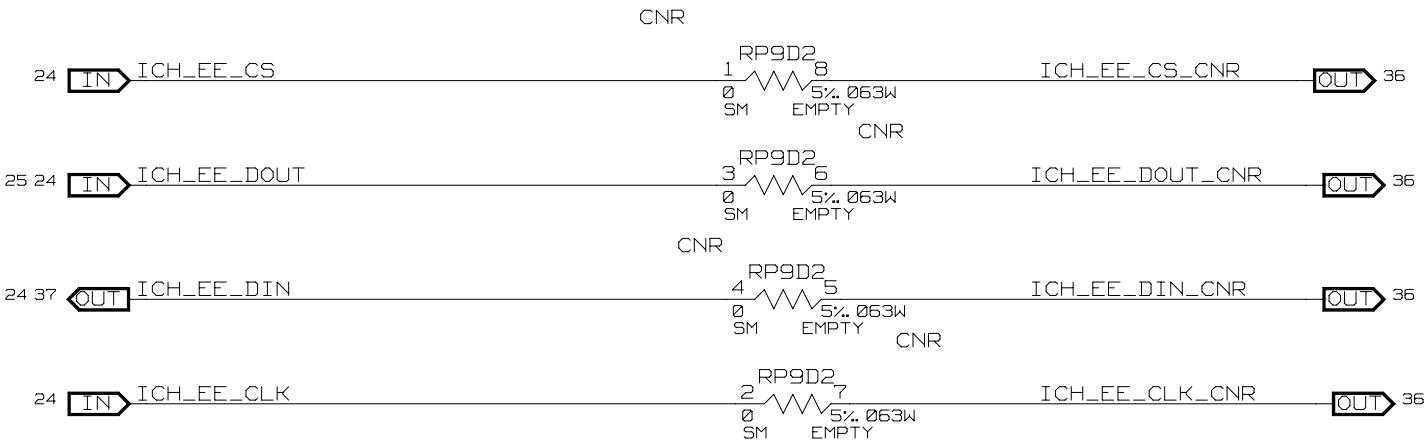 CNR
RP9D2
24 IN ICH_EE_CS 1 8 ICH_EE_CS_CNR OUT 36
0 5%.. 063W
SM EMPTY
CNR
RP9D2
25 24 IN ICH_EE_DOUT 3 6 ICH_EE_DOUT_CNR OUT 36
0 5%.. 063W
SM EMPTY
CNR
RP9D2
24 37 OUT ICH_EE_DIN 4 5 ICH_EE_DIN_CNR OUT 36
0 5%.. 063W
SM EMPTY
CNR
RP9D2
24 IN ICH_EE_CLK 2 7 ICH_EE_CLK_CNR OUT 36
0 5%.. 063W
SM EMPTY